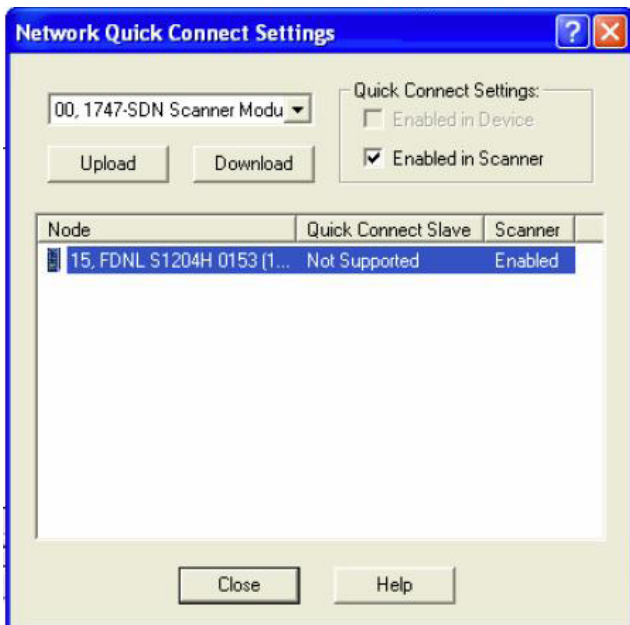 Network Quick Connect Settings
00, 1747-SDN Scanner Modu
Quick Connect Settings:
Enabled in Device
Upload Download Enabled in Scanner
Node Quick Connect Slave Scanner
15, FDNL S1204H 0153 (1... Not Supported Enabled
Close Help